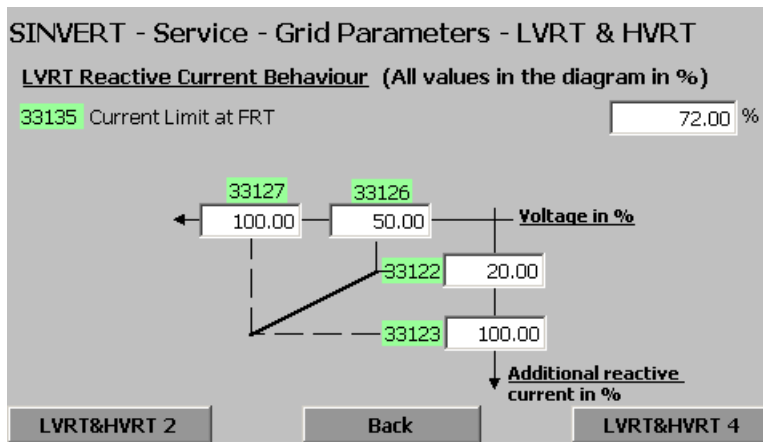 SINVERT - Service - Grid Parameters - LVRT & HVRT
LVRT Reactive Current Behaviour (All values in the diagram in %)
33135 Current Limit at FRT 72.00 %
33127 33126
100.00 50.00 Voltage in %
33122 20.00
33123 100.00
Additional reactive
current in %
LVRT&HVRT 2 Back LVRT&HVRT 4